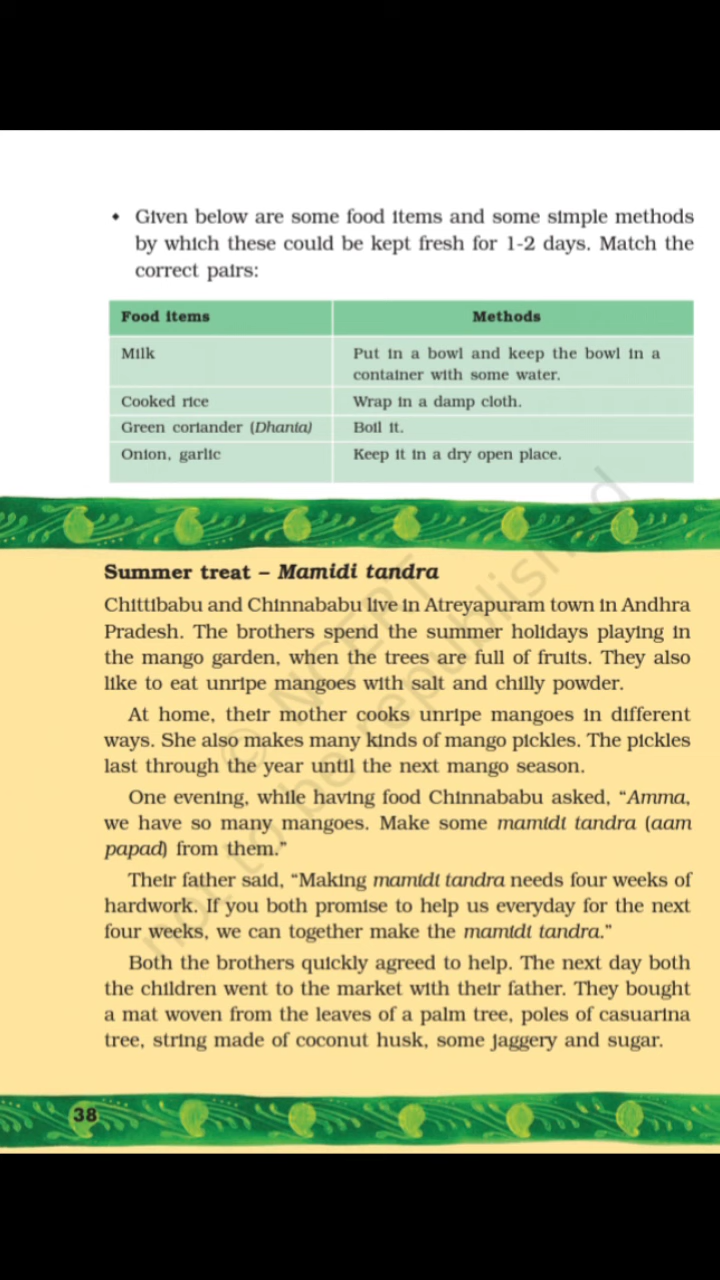 • Given below are some food items and some simple methods
by which these could be kept fresh for 1-2 days. Match the
correct pairs:
Food items Methods
Milk Put in a bowl and keep the bowl in a
container with some water.
Cooked rice Wrap in a damp cloth.
Green coriander (Dhania) Boil it.
Onion, garlic Keep it in a dry open place.
Summer treat – Mamidi tandra
Chittibabu and Chinnababu live in Atreyapuram town in Andhra
Pradesh. The brothers spend the summer holidays playing in
the mango garden, when the trees are full of fruits. They also
like to eat unripe mangoes with salt and chilly powder.
At home, their mother cooks unripe mangoes in different
ways. She also makes many kinds of mango pickles. The pickles
last through the year until the next mango season.
One evening, while having food Chinnababu asked, “Amma,
we have so many mangoes. Make some mamidi tandra (aam
papad) from them.”
Their father said, “Making mamidi tandra needs four weeks of
hardwork. If you both promise to help us everyday for the next
four weeks, we can together make the mamidi tandra.”
Both the brothers quickly agreed to help. The next day both
the children went to the market with their father. They bought
a mat woven from the leaves of a palm tree, poles of casuarina
tree, string made of coconut husk, some jaggery and sugar.
38
© NCERT
not to be republished